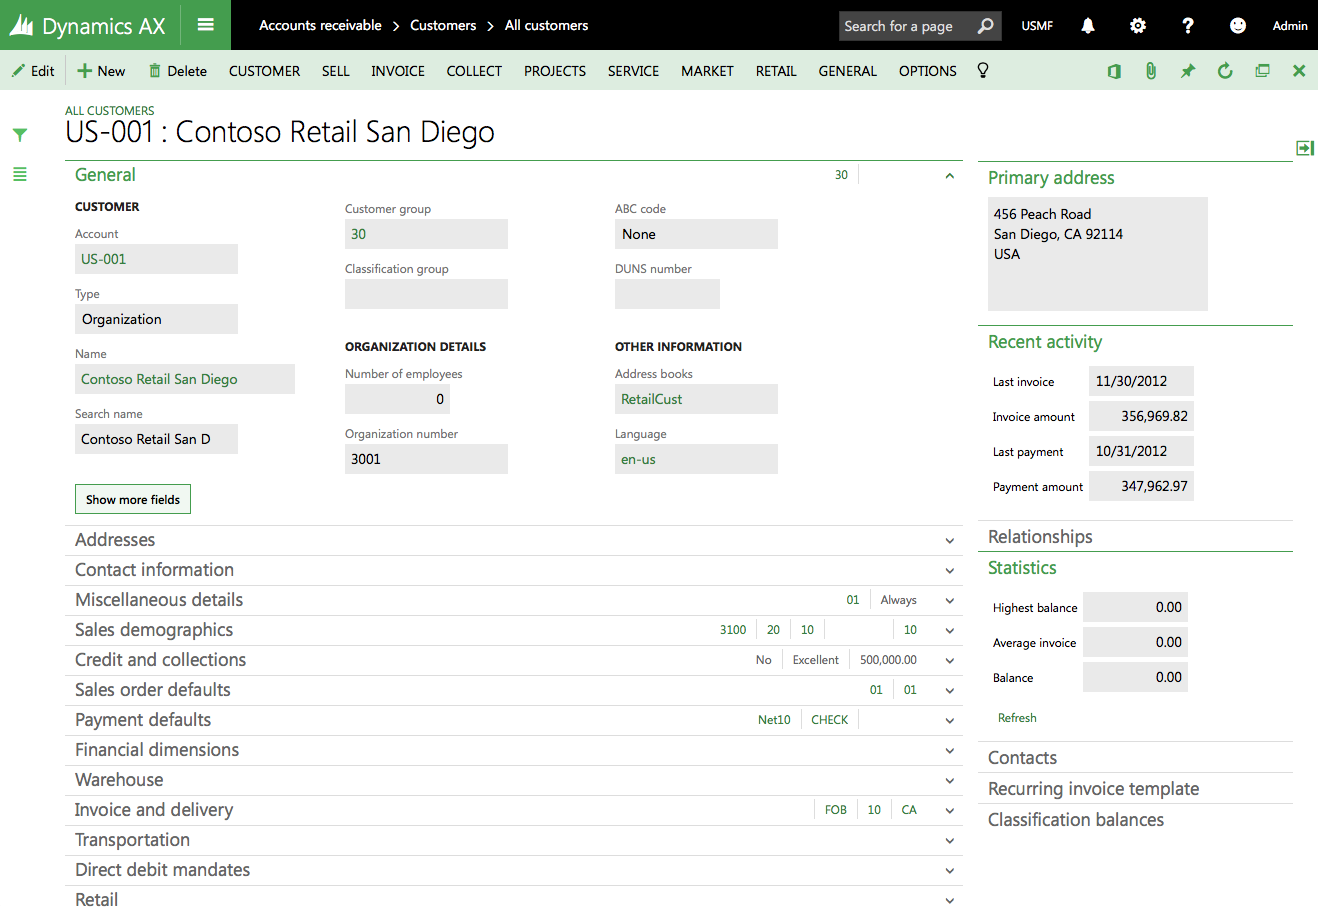 Dynamics AX
Accounts receivable > Customers > All customers
Search for a page
USMF
?
Admin
Edit
New
Delete
CUSTOMER
SELL
INVOICE
COLLECT
PROJECTS
SERVICE
MARKET
RETAIL
GENERAL
OPTIONS
ALL CUSTOMERS
US-001 : Contoso Retail San Diego
General
30
CUSTOMER
Account
US-001
Type
Organization
Name
Contoso Retail San Diego
Search name
Contoso Retail San D
Customer group
30
Classification group
ORGANIZATION DETAILS
Number of employees
0
Organization number
3001
ABC code
None
DUNS number
OTHER INFORMATION
Address books
RetailCust
Language
en-us
Show more fields
Addresses
Contact information
Miscellaneous details 01 Always
Sales demographics 3100 20 10 10
Credit and collections No Excellent 500,000.00
Sales order defaults 01 01
Payment defaults Net10 CHECK
Financial dimensions
Warehouse
Invoice and delivery FOB 10 CA
Transportation
Direct debit mandates
Retail
Primary address
456 Peach Road
San Diego, CA 92114
USA
Recent activity
Last invoice 11/30/2012
Invoice amount 356,969.82
Last payment 10/31/2012
Payment amount 347,962.97
Relationships
Statistics
Highest balance 0.00
Average invoice 0.00
Balance 0.00
Refresh
Contacts
Recurring invoice template
Classification balances